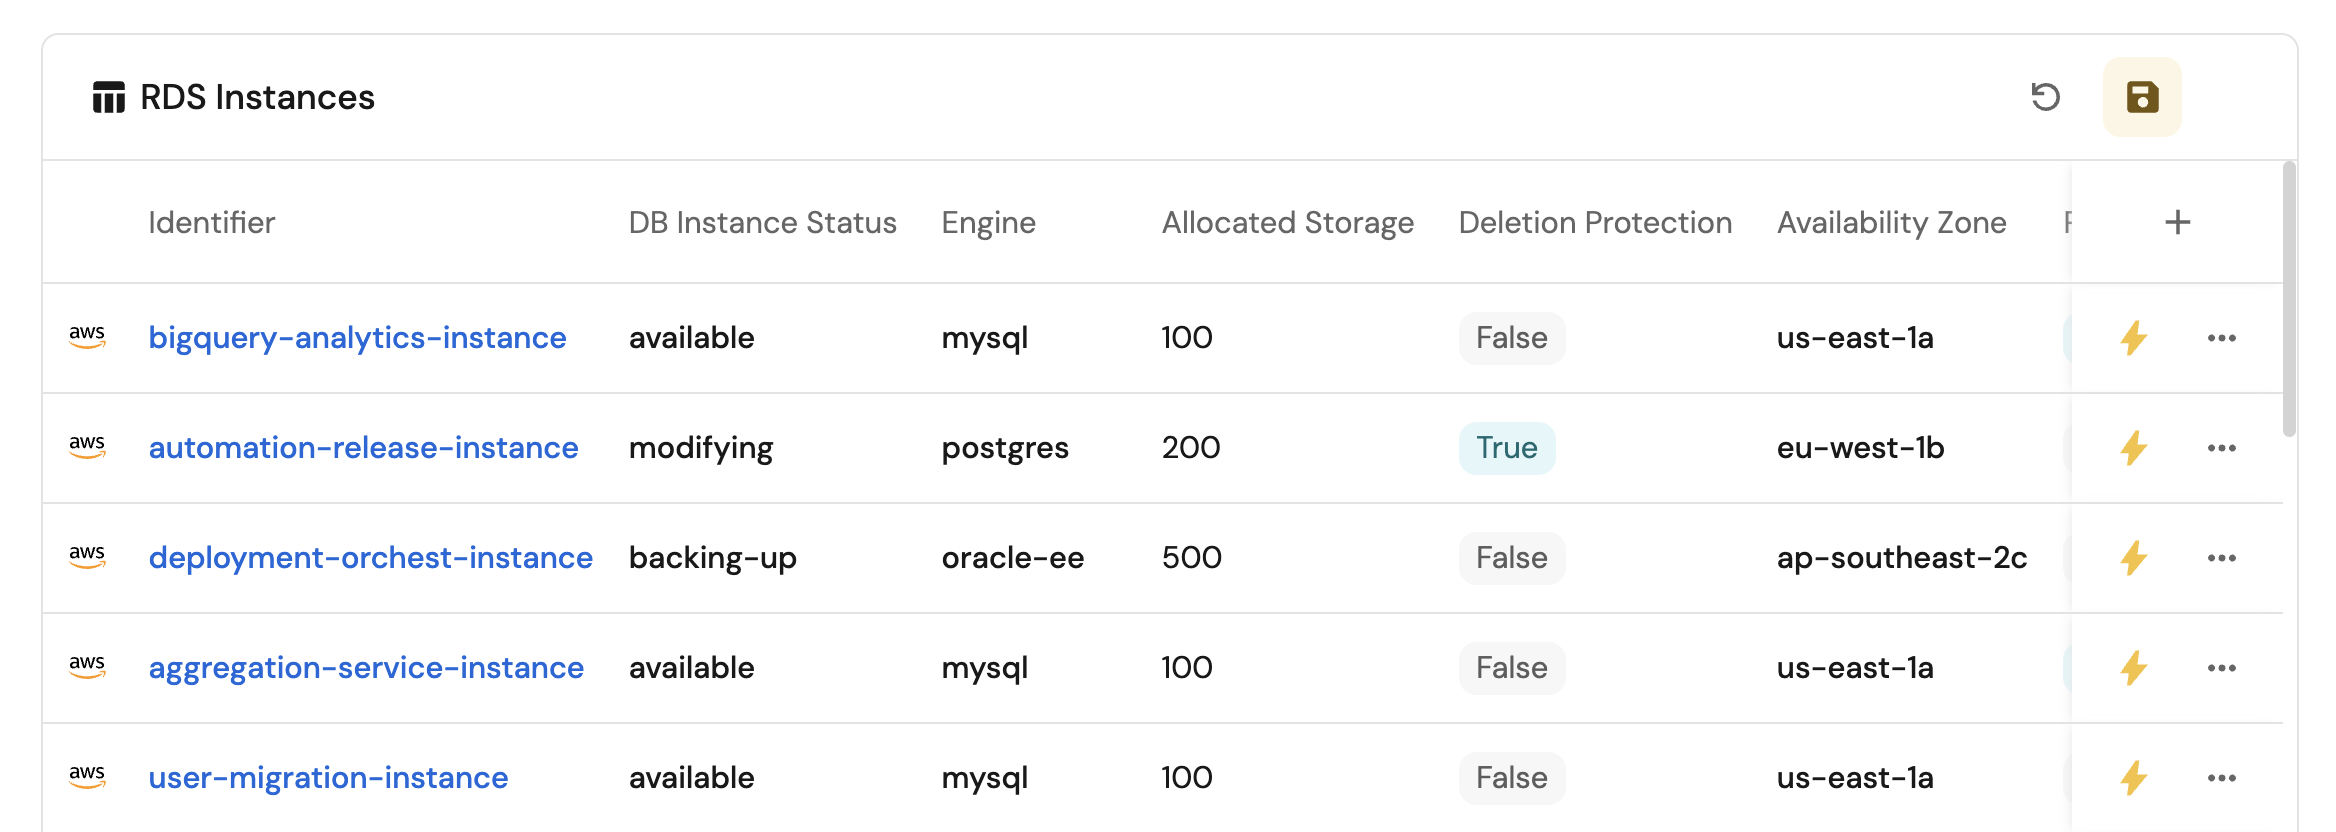 RDS Instances
Identifier DB Instance Status Engine Allocated Storage Deletion Protection Availability Zone
aws bigquery-analytics-instance available mysql 100 False us-east-1a
aws automation-release-instance modifying postgres 200 True eu-west-1b
aws deployment-orchest-instance backing-up oracle-ee 500 False ap-southeast-2c
aws aggregation-service-instance available mysql 100 False us-east-1a
aws user-migration-instance available mysql 100 False us-east-1a